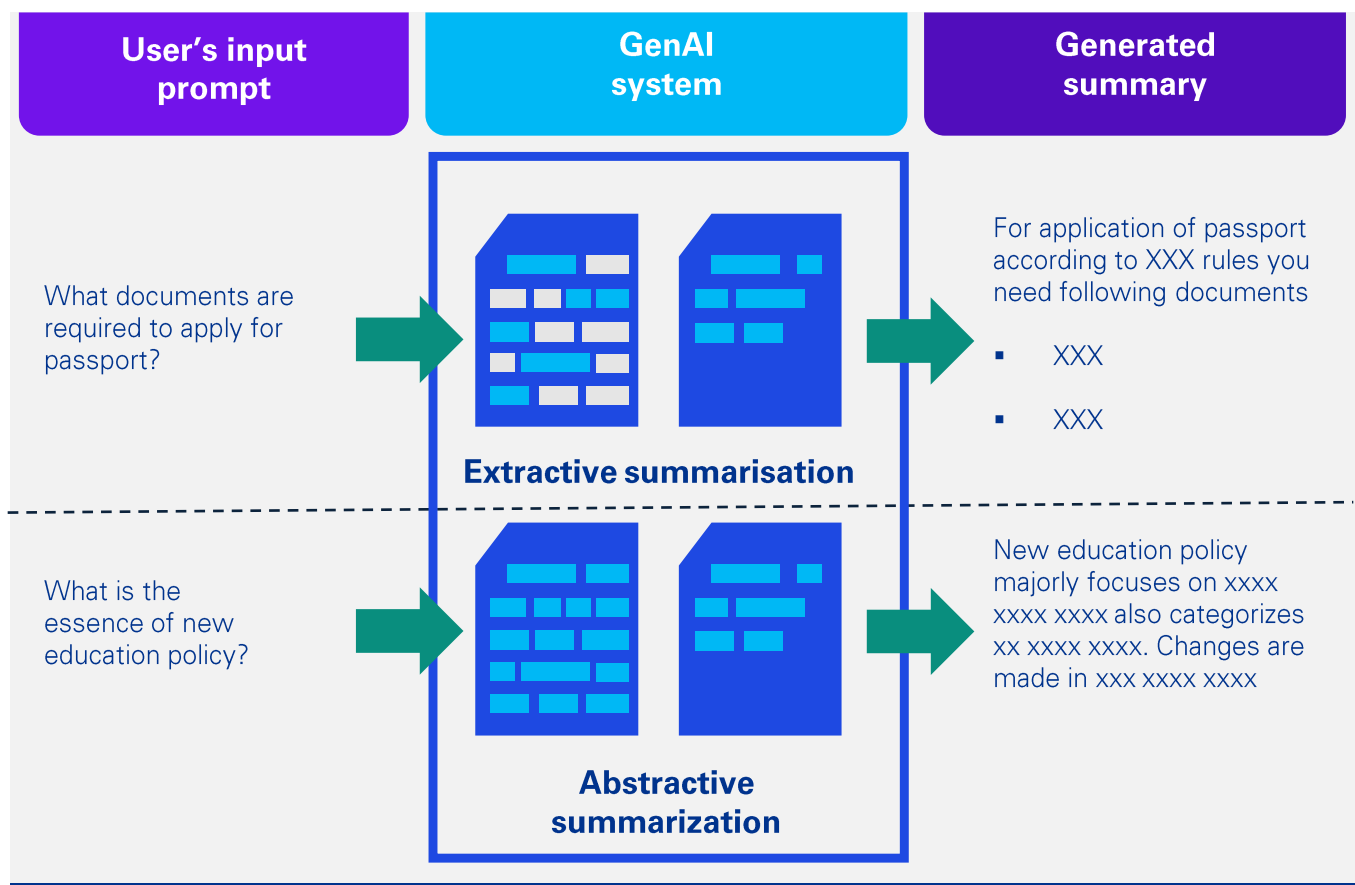 User's input
prompt
GenAI
system
Generated
summary
What documents are
required to apply for
passport?
Extractive summarisation
For application of passport
according to XXX rules you
need following documents
▪ XXX
▪ XXX
What is the
essence of new
education policy?
Abstractive
summarization
New education policy
majorly focuses on xxxx
xxxx xxxx also categorizes
xx xxxx xxxx. Changes are
made in xxx xxxx xxxx